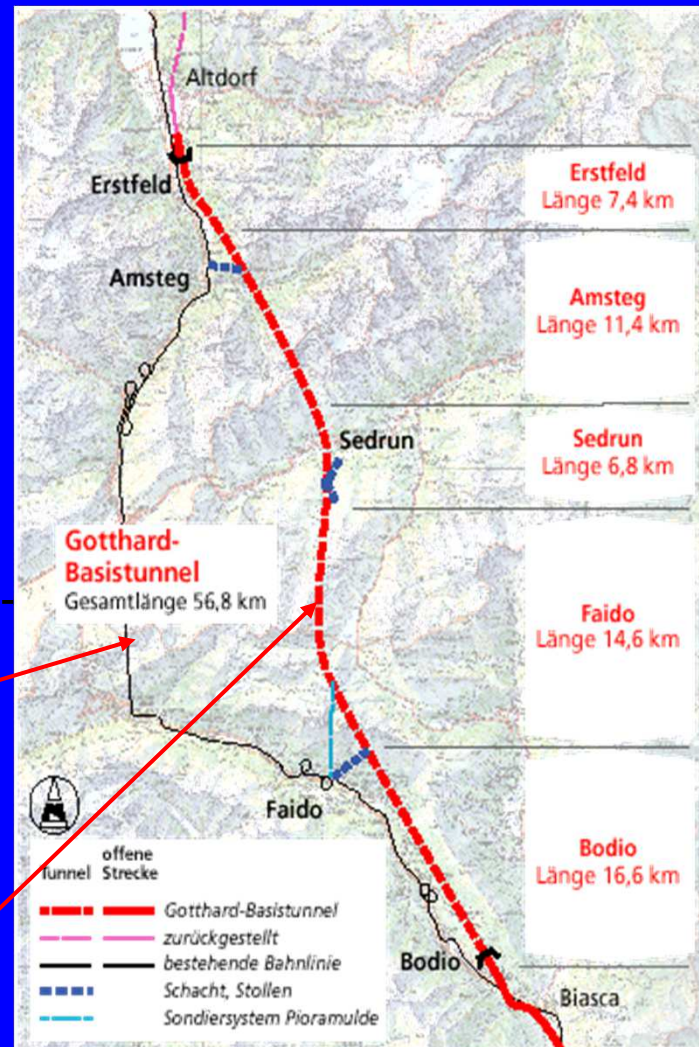 Altdorf
Erstfeld
Erstfeld
Länge 7,4 km
Amsteg
Amsteg
Länge 11,4 km
Sedrun
Sedrun
Länge 6,8 km
Gotthard-
Basistunnel
Gesamtlänge 56,8 km
Faido
Länge 14,6 km
Faido
Bodio
Länge 16,6 km
Bodio
Biasca
Tunnel offene Strecke
Gotthard-Basistunnel
zurückgestellt
bestehende Bahnlinie
Schacht, Stollen
Sondiersystem Pioramulde